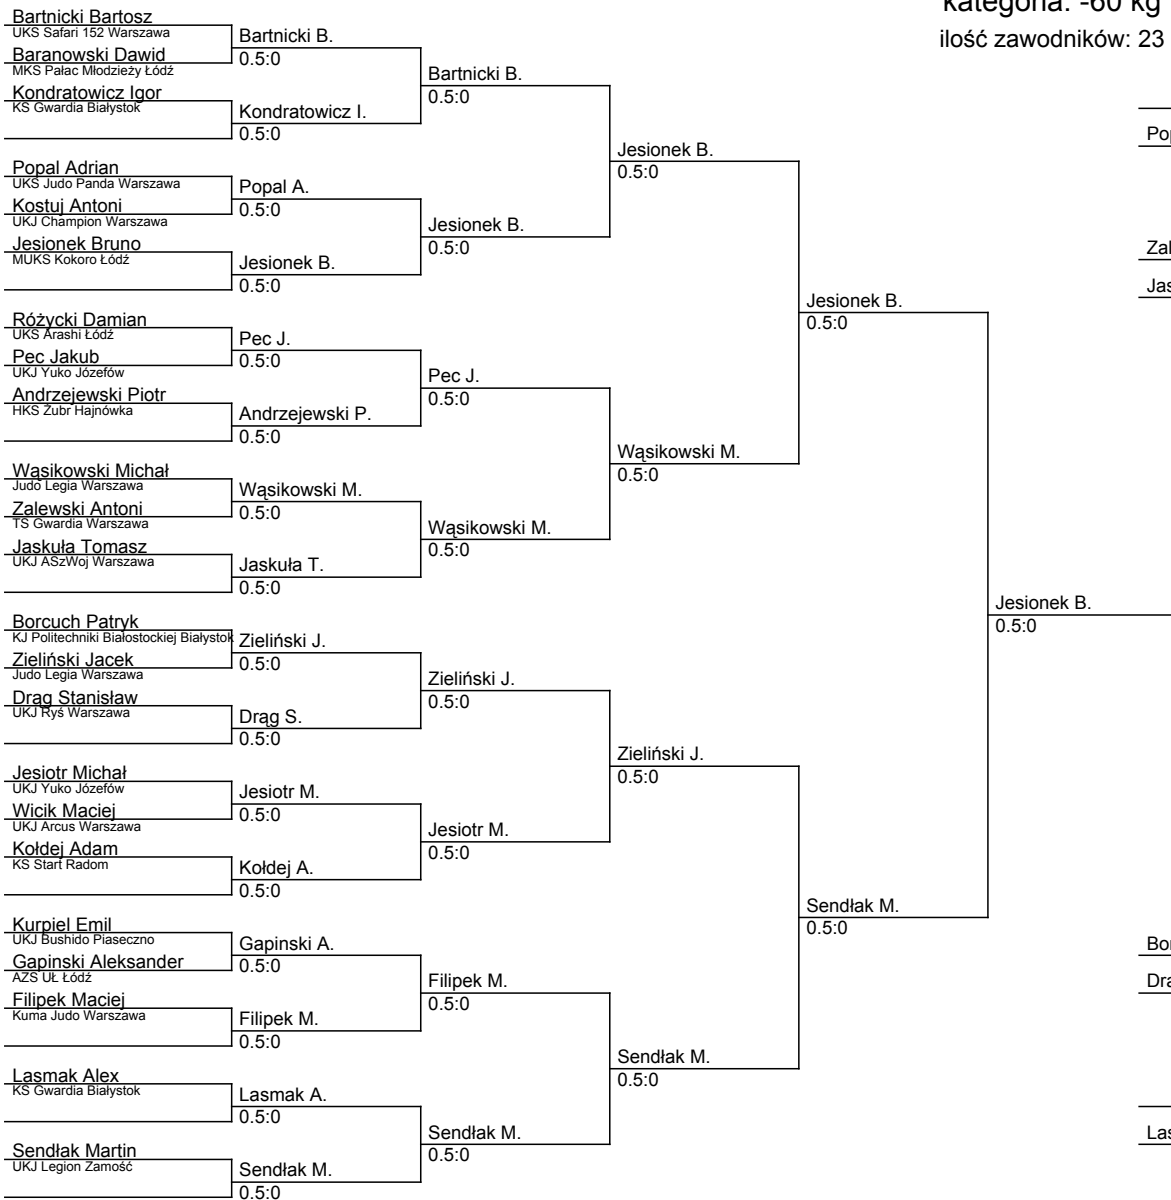 kategoria: -60 kg
ilość zawodników: 23
Bartnicki Bartosz
UKS Safari 152 Warszawa
Baranowski Dawid
MKS Pałac Młodzieży Łódź
Kondratowicz Igor
KS Gwardia Białystok
Popal Adrian
UKS Judo Panda Warszawa
Kostuj Antoni
UKJ Champion Warszawa
Jesionek Bruno
MUKS Kokoro Łódź
Różycki Damian
UKS Arashi Łódź
Pec Jakub
UKJ Yuko Józefów
Andrzejewski Piotr
HKS Żubr Hajnówka
Wąsikowski Michał
Judo Legia Warszawa
Zalewski Antoni
TS Gwardia Warszawa
Jaskuła Tomasz
UKJ ASzWoj Warszawa
Borcuch Patryk
KJ Politechniki Białostockiej Białystok
Zieliński Jacek
Judo Legia Warszawa
Drąg Stanisław
UKJ Ryś Warszawa
Jesiotr Michał
UKJ Yuko Józefów
Wicik Maciej
UKJ Arcus Warszawa
Kołdej Adam
KS Start Radom
Kurpiel Emil
UKJ Bushido Piaseczno
Gapinski Aleksander
AZS UŁ Łódź
Filipek Maciej
Kuma Judo Warszawa
Lasmak Alex
KS Gwardia Białystok
Sendłak Martin
UKJ Legion Zamość
Bartnicki B.
0.5:0
Kondratowicz I.
0.5:0
Popal A.
0.5:0
Jesionek B.
0.5:0
Pec J.
0.5:0
Andrzejewski P.
0.5:0
Wąsikowski M.
0.5:0
Jaskuła T.
0.5:0
Zieliński J.
0.5:0
Drąg S.
0.5:0
Jesiotr M.
0.5:0
Kołdej A.
0.5:0
Gapinski A.
0.5:0
Filipek M.
0.5:0
Lasmak A.
0.5:0
Sendłak M.
0.5:0
Bartnicki B.
0.5:0
Jesionek B.
0.5:0
Pec J.
0.5:0
Wąsikowski M.
0.5:0
Zieliński J.
0.5:0
Jesiotr M.
0.5:0
Filipek M.
0.5:0
Sendłak M.
0.5:0
Jesionek B.
0.5:0
Wąsikowski M.
0.5:0
Zieliński J.
0.5:0
Sendłak M.
0.5:0
Jesionek B.
0.5:0
Sendłak M.
0.5:0
Jesionek B.
0.5:0